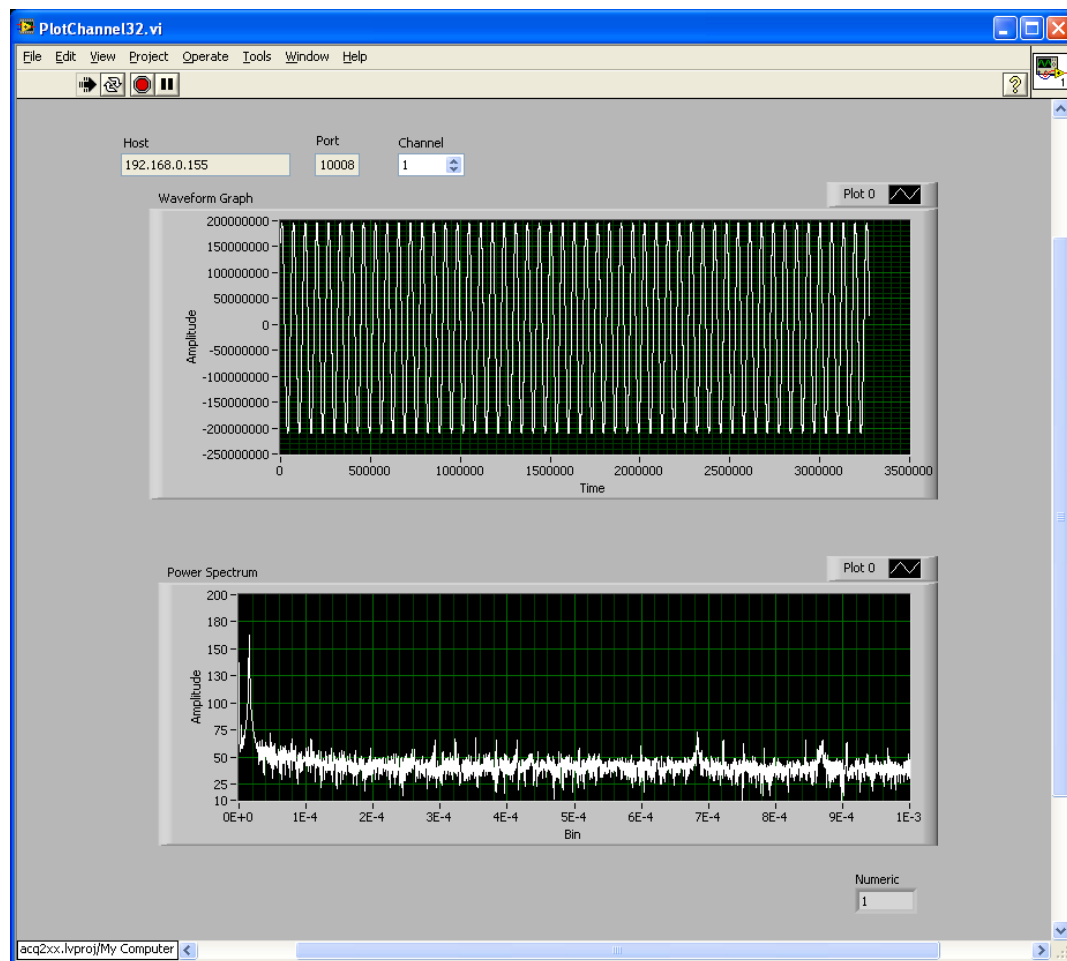 PlotChannel32.vi
File Edit View Project Operate Tools Window Help
1
Host Port Channel
192.168.0.155 10008 1
Waveform Graph Plot 0
200000000
150000000
100000000
50000000
0
-50000000
-100000000
-150000000
-200000000
-250000000
Amplitude
0 500000 1000000 1500000 2000000 2500000 3000000 3500000
Time
Power Spectrum Plot 0
200
180
150
130
100
75
50
25
10
Amplitude
0E+0 1E-4 2E-4 3E-4 4E-4 5E-4 6E-4 7E-4 8E-4 9E-4 1E-3
Bin
Numeric
1
acq2xx.lvproj/My Computer